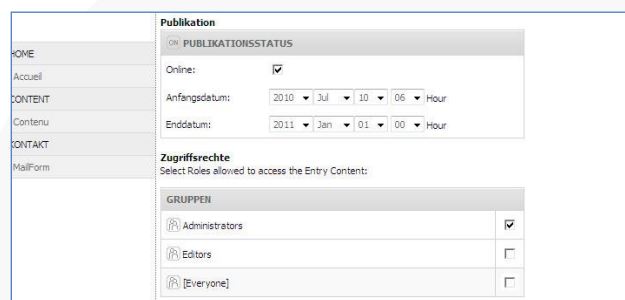 Publikation
ON PUBLIKATIONSSTATUS
HOME
Accueil
CONTENT
Contenu
KONTAKT
MailForm
Online:
Anfangsdatum: 2010 Jul 10 06 Hour
Enddatum: 2011 Jan 01 00 Hour
Zugriffsrechte
Select Roles allowed to access the Entry Content:
GRUPPEN
Administrators
Editors
[Everyone]